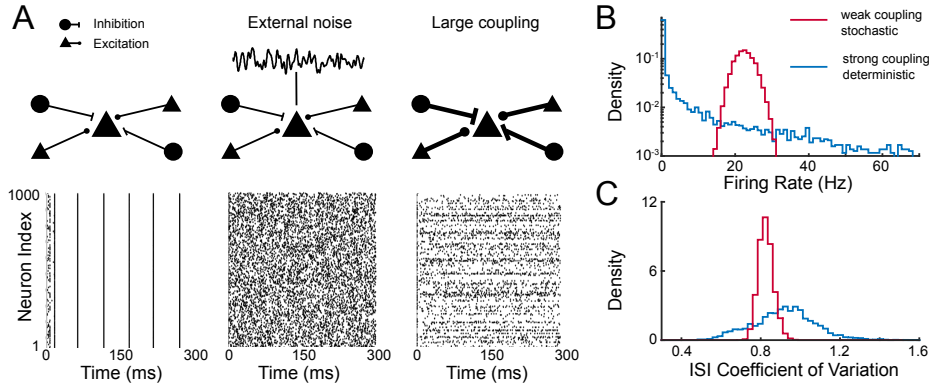 A
Inhibition
Excitation
External noise
Large coupling
1000
Neuron Index
1
0
150
300
Time (ms)
0
150
300
Time (ms)
0
150
300
Time (ms)
B
weak coupling
stochastic
strong coupling
deterministic
Density
10-1
10-2
10-3
0
20
40
60
Firing Rate (Hz)
C
Density
12
6
0
0.4
0.8
1.2
1.6
ISI Coefficient of Variation